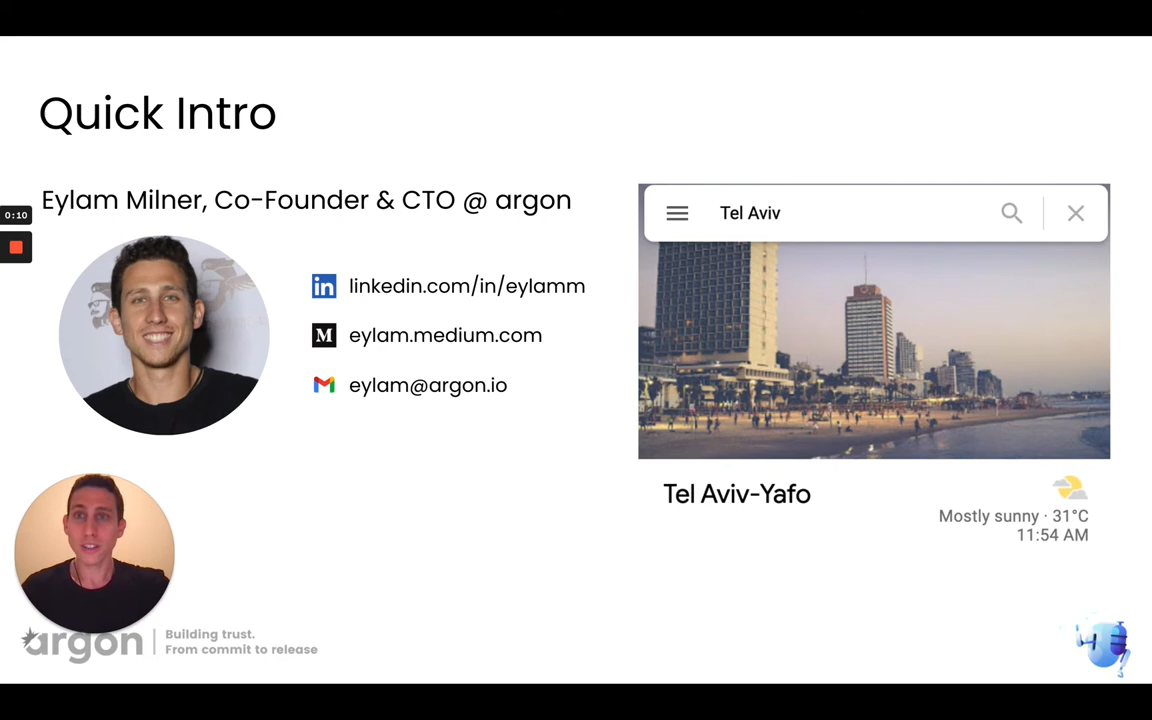 Quick Intro
Eylam Milner, Co-Founder & CTO @ argon
0:10
linkedin.com/in/eylamm
eylam.medium.com
eylam@argon.io
Tel Aviv
Tel Aviv-Yafo
Mostly sunny · 31°C
11:54 AM
argon
Building trust.
From commit to release